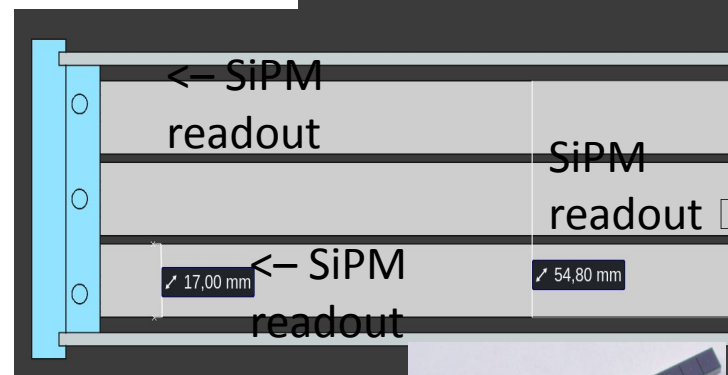 <– SiPM
readout
SiPM
readout
17,00 mm
<– SiPM
readout
54,80 mm